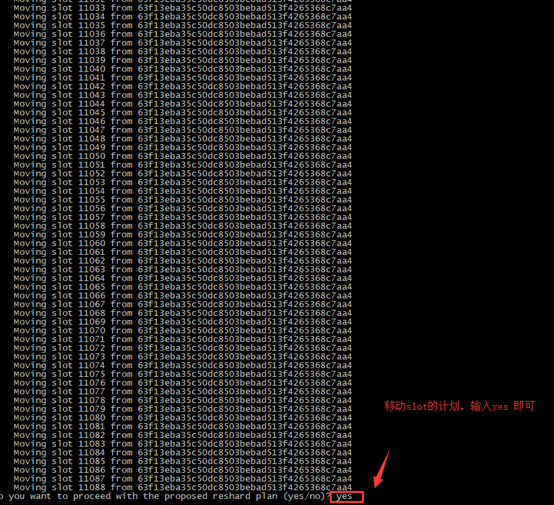 Moving slot 11033 from 63f13eba35c50dc8503bebad513f4265368c7aa4
Moving slot 11034 from 63f13eba35c50dc8503bebad513f4265368c7aa4
Moving slot 11035 from 63f13eba35c50dc8503bebad513f4265368c7aa4
Moving slot 11036 from 63f13eba35c50dc8503bebad513f4265368c7aa4
Moving slot 11037 from 63f13eba35c50dc8503bebad513f4265368c7aa4
Moving slot 11038 from 63f13eba35c50dc8503bebad513f4265368c7aa4
Moving slot 11039 from 63f13eba35c50dc8503bebad513f4265368c7aa4
Moving slot 11040 from 63f13eba35c50dc8503bebad513f4265368c7aa4
Moving slot 11041 from 63f13eba35c50dc8503bebad513f4265368c7aa4
Moving slot 11042 from 63f13eba35c50dc8503bebad513f4265368c7aa4
Moving slot 11043 from 63f13eba35c50dc8503bebad513f4265368c7aa4
Moving slot 11044 from 63f13eba35c50dc8503bebad513f4265368c7aa4
Moving slot 11045 from 63f13eba35c50dc8503bebad513f4265368c7aa4
Moving slot 11046 from 63f13eba35c50dc8503bebad513f4265368c7aa4
Moving slot 11047 from 63f13eba35c50dc8503bebad513f4265368c7aa4
Moving slot 11048 from 63f13eba35c50dc8503bebad513f4265368c7aa4
Moving slot 11049 from 63f13eba35c50dc8503bebad513f4265368c7aa4
Moving slot 11050 from 63f13eba35c50dc8503bebad513f4265368c7aa4
Moving slot 11051 from 63f13eba35c50dc8503bebad513f4265368c7aa4
Moving slot 11052 from 63f13eba35c50dc8503bebad513f4265368c7aa4
Moving slot 11053 from 63f13eba35c50dc8503bebad513f4265368c7aa4
Moving slot 11054 from 63f13eba35c50dc8503bebad513f4265368c7aa4
Moving slot 11055 from 63f13eba35c50dc8503bebad513f4265368c7aa4
Moving slot 11056 from 63f13eba35c50dc8503bebad513f4265368c7aa4
Moving slot 11057 from 63f13eba35c50dc8503bebad513f4265368c7aa4
Moving slot 11058 from 63f13eba35c50dc8503bebad513f4265368c7aa4
Moving slot 11059 from 63f13eba35c50dc8503bebad513f4265368c7aa4
Moving slot 11060 from 63f13eba35c50dc8503bebad513f4265368c7aa4
Moving slot 11061 from 63f13eba35c50dc8503bebad513f4265368c7aa4
Moving slot 11062 from 63f13eba35c50dc8503bebad513f4265368c7aa4
Moving slot 11063 from 63f13eba35c50dc8503bebad513f4265368c7aa4
Moving slot 11064 from 63f13eba35c50dc8503bebad513f4265368c7aa4
Moving slot 11065 from 63f13eba35c50dc8503bebad513f4265368c7aa4
Moving slot 11066 from 63f13eba35c50dc8503bebad513f4265368c7aa4
Moving slot 11067 from 63f13eba35c50dc8503bebad513f4265368c7aa4
Moving slot 11068 from 63f13eba35c50dc8503bebad513f4265368c7aa4
Moving slot 11069 from 63f13eba35c50dc8503bebad513f4265368c7aa4
Moving slot 11070 from 63f13eba35c50dc8503bebad513f4265368c7aa4
Moving slot 11071 from 63f13eba35c50dc8503bebad513f4265368c7aa4
Moving slot 11072 from 63f13eba35c50dc8503bebad513f4265368c7aa4
Moving slot 11073 from 63f13eba35c50dc8503bebad513f4265368c7aa4
Moving slot 11074 from 63f13eba35c50dc8503bebad513f4265368c7aa4
Moving slot 11075 from 63f13eba35c50dc8503bebad513f4265368c7aa4
Moving slot 11076 from 63f13eba35c50dc8503bebad513f4265368c7aa4
Moving slot 11077 from 63f13eba35c50dc8503bebad513f4265368c7aa4
Moving slot 11078 from 63f13eba35c50dc8503bebad513f4265368c7aa4
Moving slot 11079 from 63f13eba35c50dc8503bebad513f4265368c7aa4
移动slot的计划，输入yes 即可
Moving slot 11080 from 63f13eba35c50dc8503bebad513f4265368c7aa4
Moving slot 11081 from 63f13eba35c50dc8503bebad513f4265368c7aa4
Moving slot 11082 from 63f13eba35c50dc8503bebad513f4265368c7aa4
Moving slot 11083 from 63f13eba35c50dc8503bebad513f4265368c7aa4
Moving slot 11084 from 63f13eba35c50dc8503bebad513f4265368c7aa4
Moving slot 11085 from 63f13eba35c50dc8503bebad513f4265368c7aa4
Moving slot 11086 from 63f13eba35c50dc8503bebad513f4265368c7aa4
Moving slot 11087 from 63f13eba35c50dc8503bebad513f4265368c7aa4
Moving slot 11088 from 63f13eba35c50dc8503bebad513f4265368c7aa4
o you want to proceed with the proposed reshard plan (yes/no)? yes